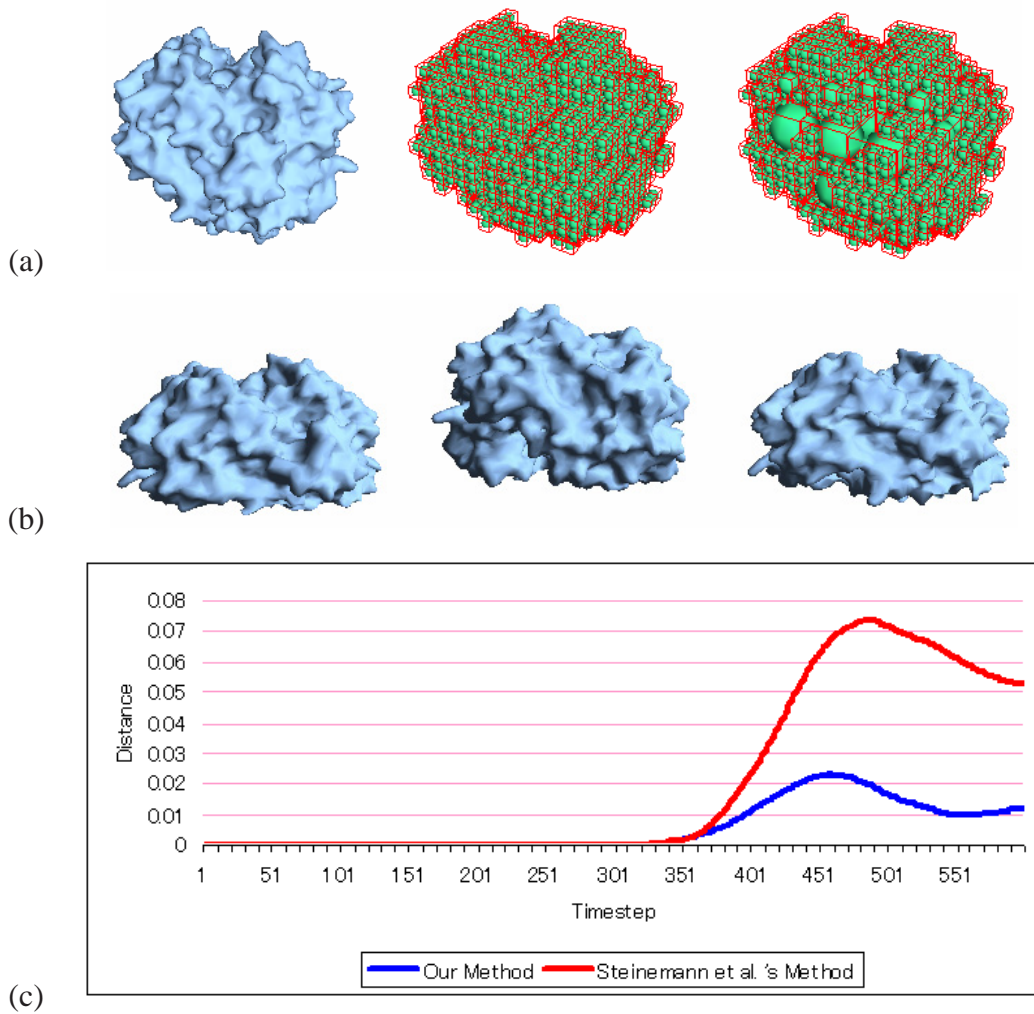 (a)
(b)
0.08
0.07
0.06
0.05
0.04
0.03
0.02
0.01
0
Distance
1 51 101 151 201 251 301 351 401 451 501 551
Timestep
Our Method Steinemann et al. 's Method
(c)